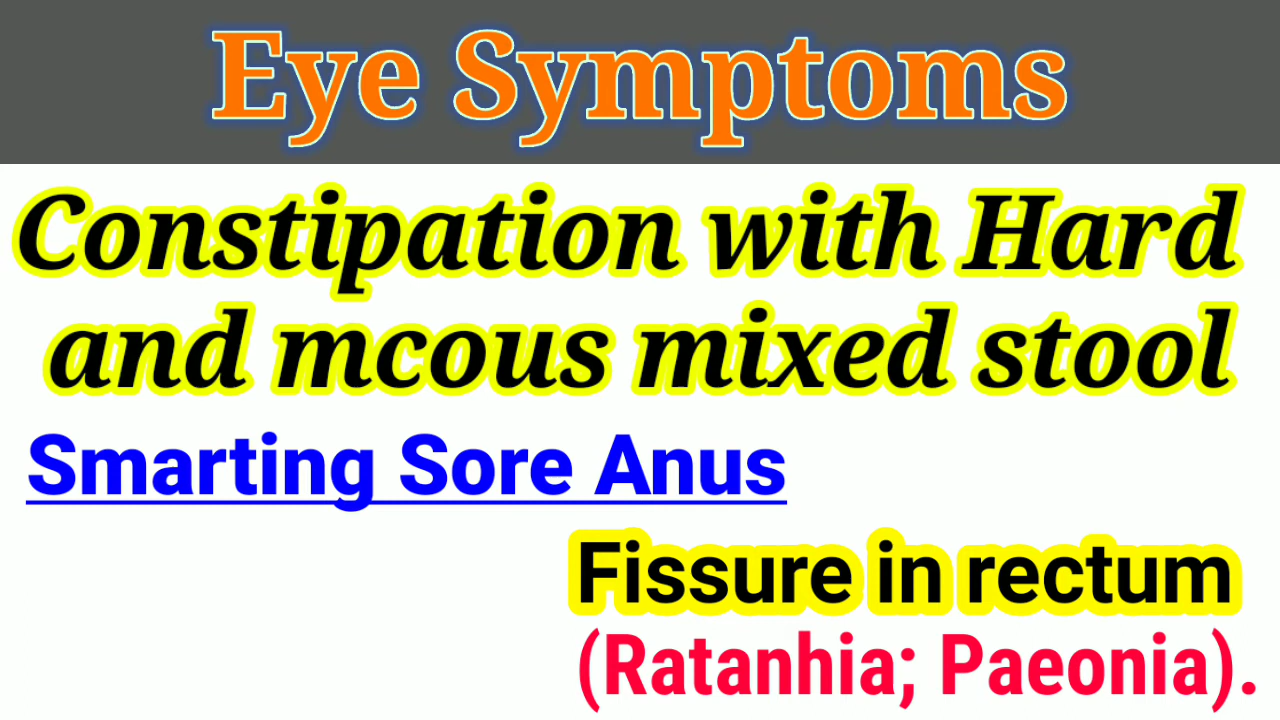 Eye Symptoms
Constipation with Hard
and mcous mixed stool
Smarting Sore Anus
Fissure in rectum
(Ratanhia; Paeonia).